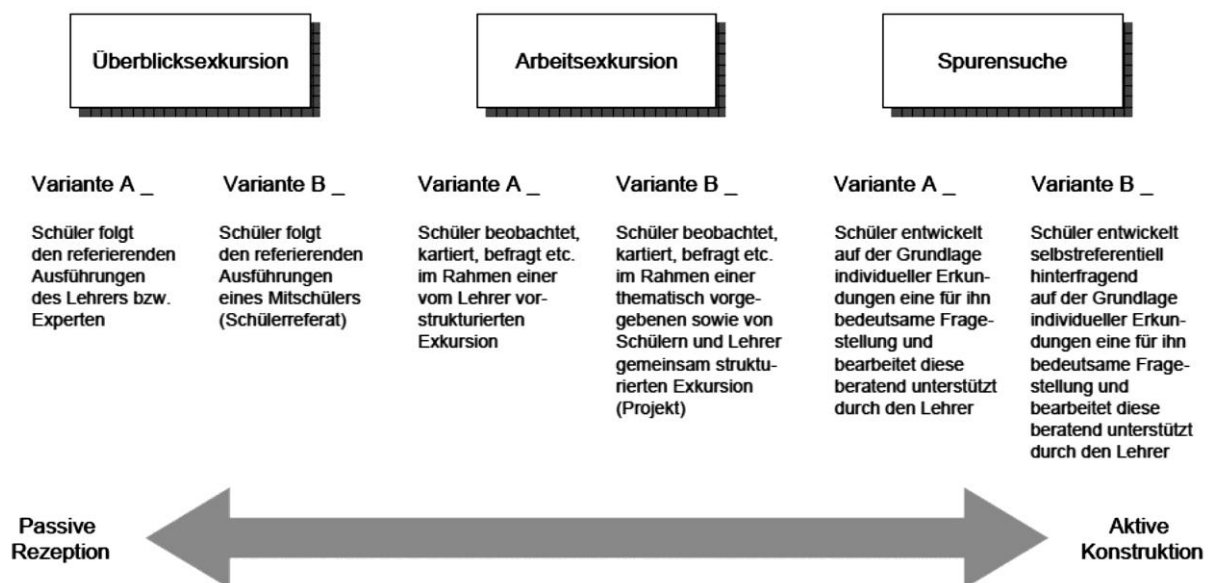 Überblicksexkursion
Arbeitsexkursion
Spurensuche
Variante A _
Schüler folgt
den referierenden
Ausführungen
des Lehrers bzw.
Experten
Variante B _
Schüler folgt
den referierenden
Ausführungen
eines Mitschülers
(Schülerreferat)
Variante A _
Schüler beobachtet,
kartiert, befragt etc.
im Rahmen einer
vom Lehrer vor-
strukturierten
Exkursion
Variante B _
Schüler beobachtet,
kartiert, befragt etc.
im Rahmen einer
thematisch vorge-
gebenen sowie von
Schülern und Lehrer
gemeinsam struktu-
rierten Exkursion
(Projekt)
Variante A _
Schüler entwickelt
auf der Grundlage
individueller Erkun-
dungen eine für ihn
bedeutsame Frage-
stellung und
bearbeitet diese
beratend unterstützt
durch den Lehrer
Variante B _
Schüler entwickelt
selbstreferentiell
hinterfragend
auf der Grundlage
individueller Erkun-
dungen eine für ihn
bedeutsame Frage-
stellung und
bearbeitet diese
beratend unterstützt
durch den Lehrer
Passive
Rezeption
Aktive
Konstruktion